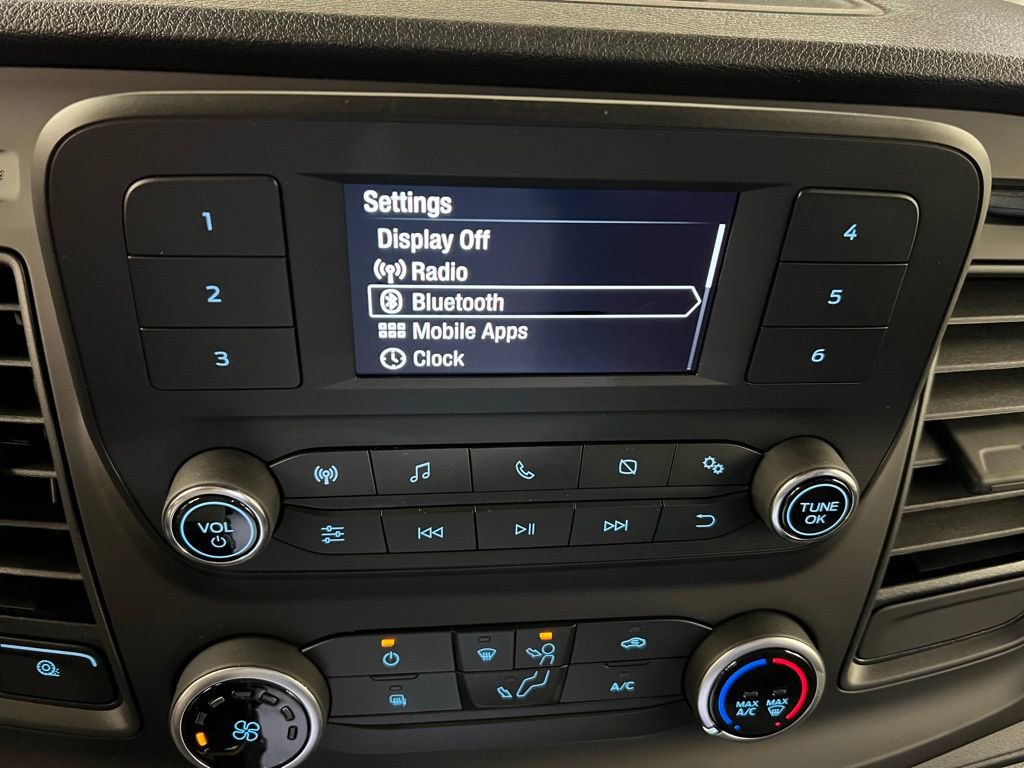 Settings
Display Off
Radio
Bluetooth
Mobile Apps
Clock
1
2
3
4
5
6
VOL
TUNE
OK
A/C
MAX
A/C
MAX